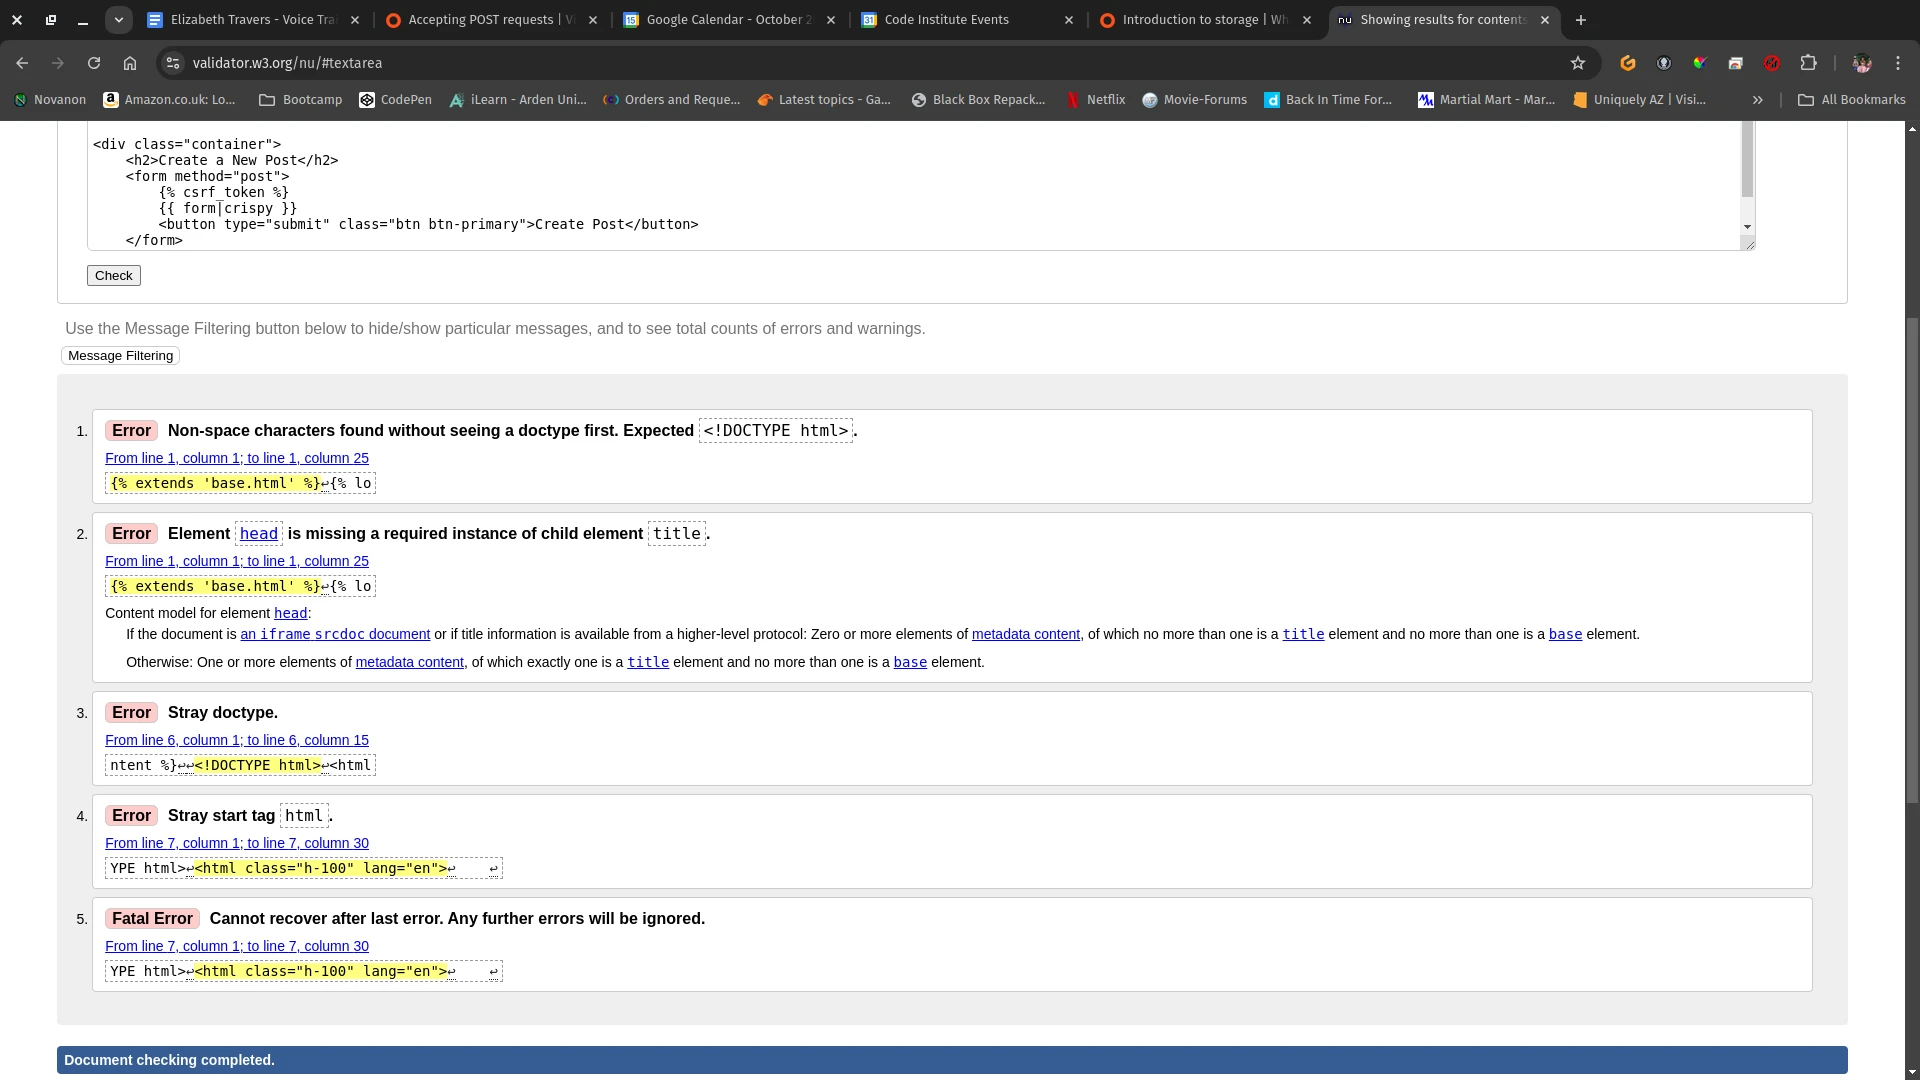 Elizabeth Travers - Voice Trai
Accepting POST requests | V
Google Calendar - October 2
Code Institute Events
Introduction to storage | Wh
Showing results for contents
validator.w3.org/nu/#textarea
Novanon
Amazon.co.uk: Lo...
Bootcamp
CodePen
iLearn - Arden Uni...
Orders and Reque...
Latest topics - Ga...
Black Box Repack...
Netflix
Movie-Forums
Back In Time For...
Martial Mart - Mar...
Uniquely AZ | Visi...
»
All Bookmarks
<div class="container">
<h2>Create a New Post</h2>
<form method="post">
{% csrf_token %}
{{ form|crispy }}
<button type="submit" class="btn btn-primary">Create Post</button>
</form>
Check
Use the Message Filtering button below to hide/show particular messages, and to see total counts of errors and warnings.
Message Filtering
1. Error Non-space characters found without seeing a doctype first. Expected <!DOCTYPE html>.
From line 1, column 1; to line 1, column 25
{% extends 'base.html' %}↩{% lo
2. Error Element head is missing a required instance of child element title.
From line 1, column 1; to line 1, column 25
{% extends 'base.html' %}↩{% lo
Content model for element head:
If the document is an iframe srcdoc document or if title information is available from a higher-level protocol: Zero or more elements of metadata content, of which no more than one is a title element and no more than one is a base element.
Otherwise: One or more elements of metadata content, of which exactly one is a title element and no more than one is a base element.
3. Error Stray doctype.
From line 6, column 1; to line 6, column 15
ntent %}↩↩<!DOCTYPE html>↩<html
4. Error Stray start tag html.
From line 7, column 1; to line 7, column 30
YPE html>↩<html class="h-100" lang="en">↩    ↩
5. Fatal Error Cannot recover after last error. Any further errors will be ignored.
From line 7, column 1; to line 7, column 30
YPE html>↩<html class="h-100" lang="en">↩    ↩
Document checking completed.